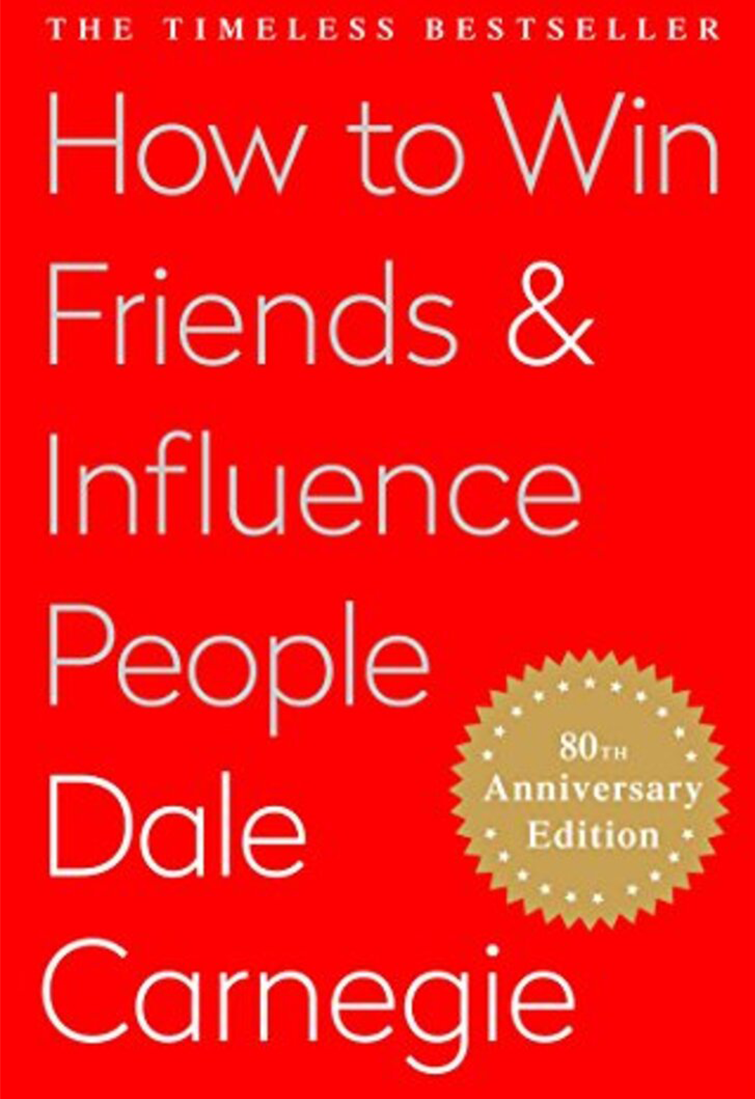 THE TIMELESS BESTSELLER
How to Win
Friends &
Influence
People
80TH
Anniversary
Edition
Dale
Carnegie